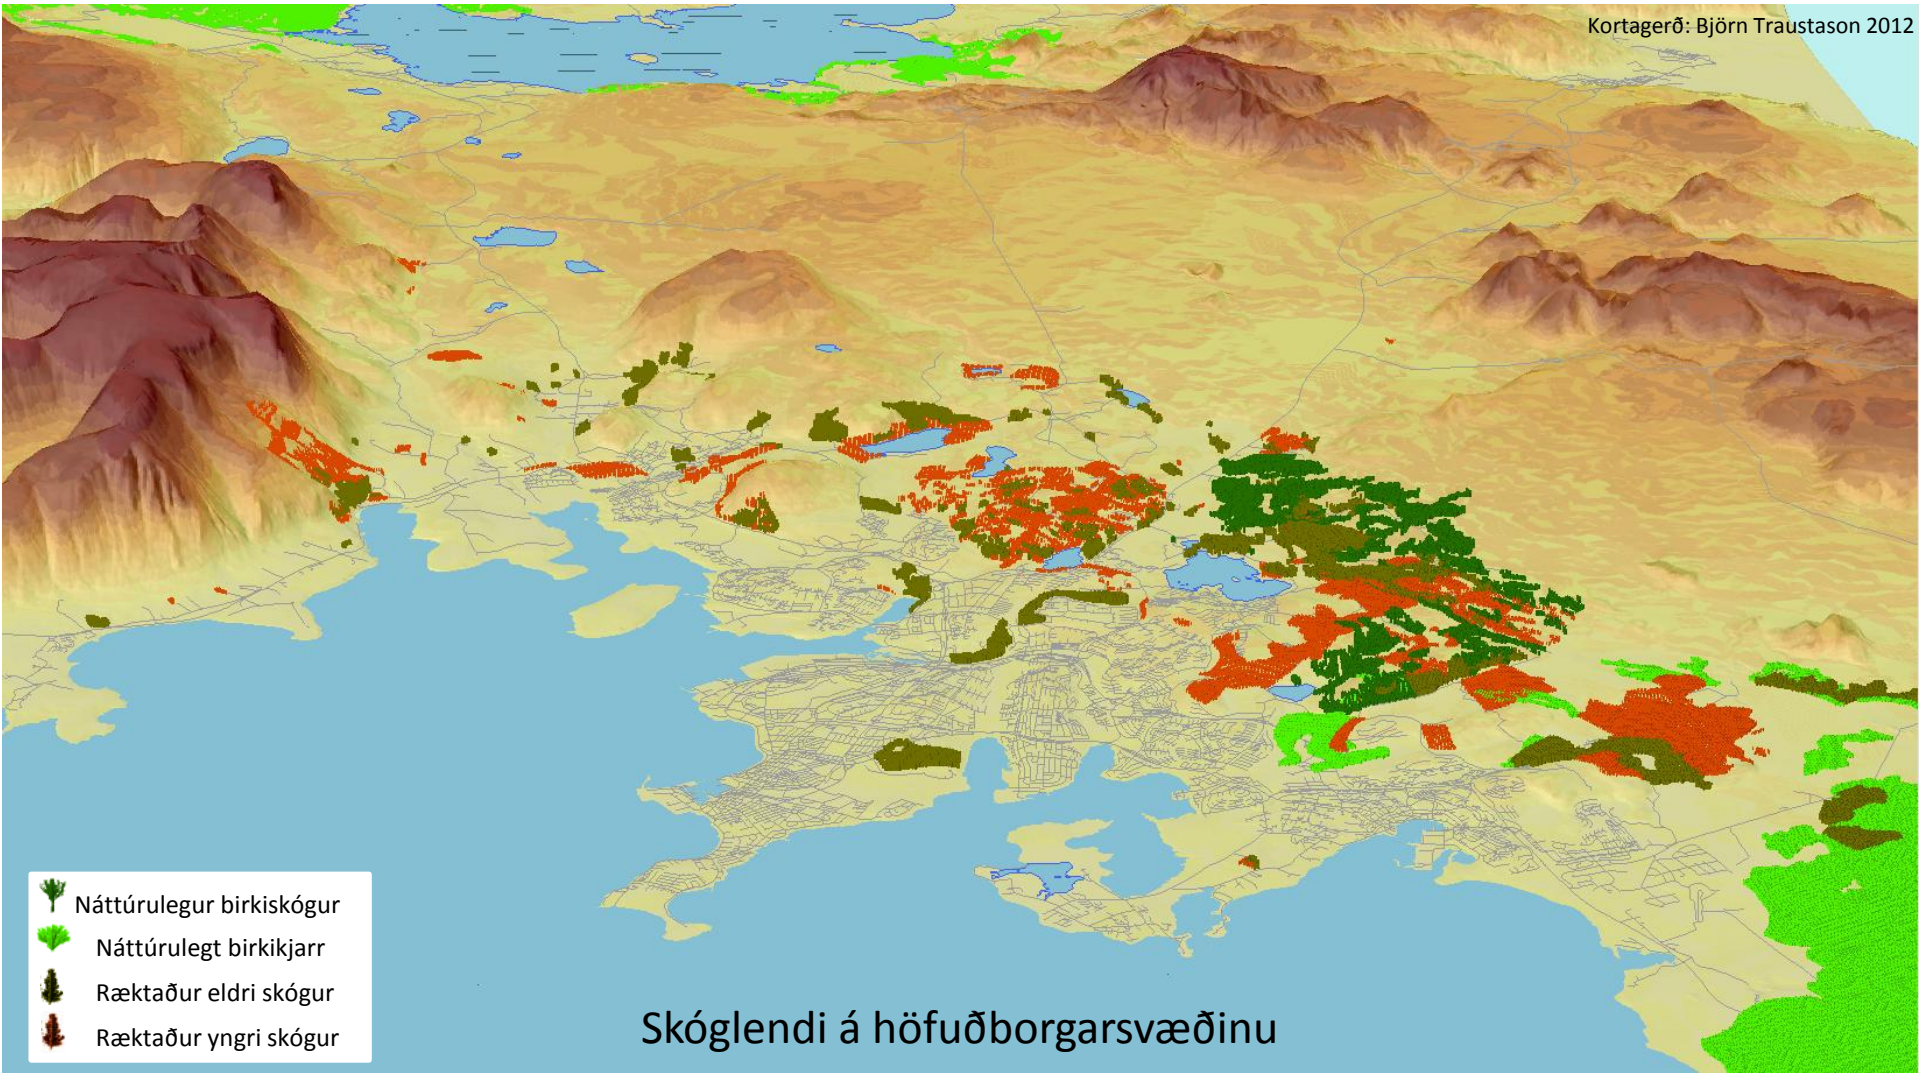 Kortagerð: Björn Traustason 2012
Náttúrulegur birkiskógur
Náttúrulegt birkikjarr
Ræktaður eldri skógur
Ræktaður yngri skógur
Skóglendi á höfuðborgarsvæðinu